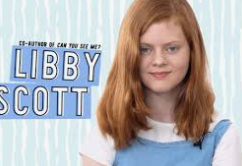 CO-AUTHOR OF CAN YOU SEE ME?
LIBBY
SCOTT